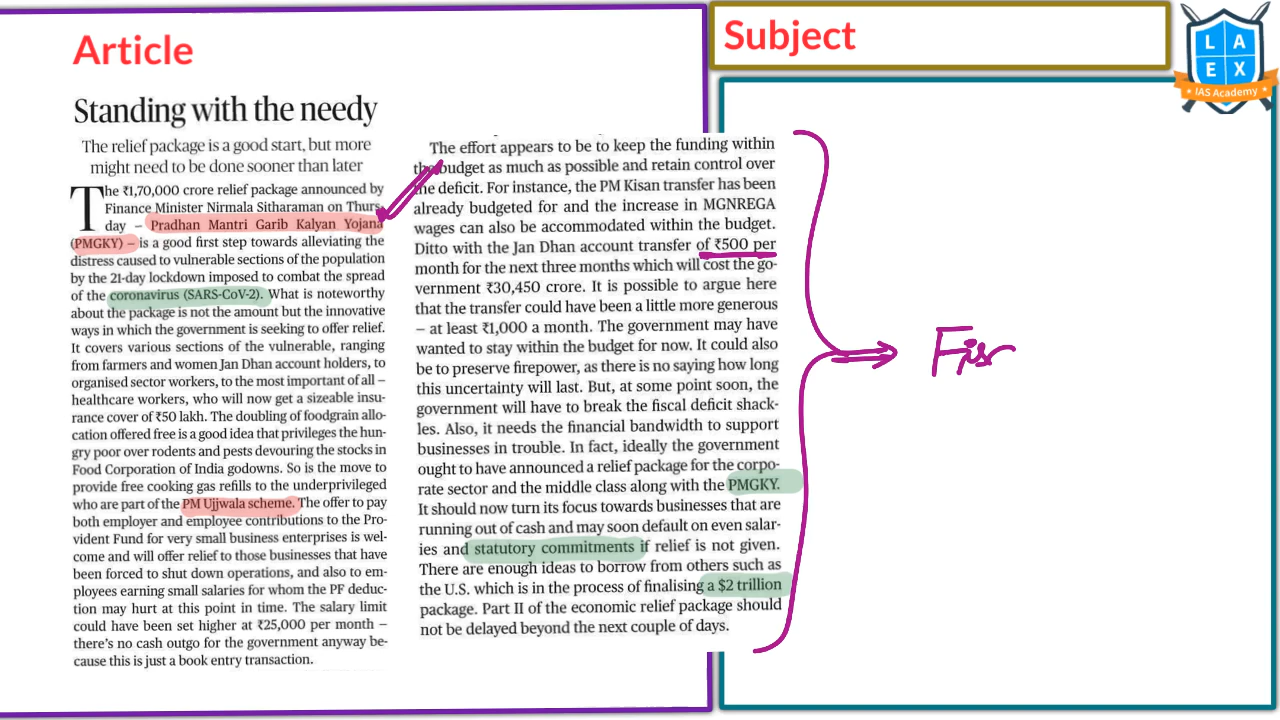 Article
Subject
L A
E X
IAS Academy
Standing with the needy
The relief package is a good start, but more
might need to be done sooner than later
The ₹1,70,000 crore relief package announced by
Finance Minister Nirmala Sitharaman on Thurs-
day – Pradhan Mantri Garib Kalyan Yojana
(PMGKY) – is a good first step towards alleviating the
distress caused to vulnerable sections of the population
by the 21-day lockdown imposed to combat the spread
of the coronavirus (SARS-CoV-2). What is noteworthy
about the package is not the amount but the innovative
ways in which the government is seeking to offer relief.
It covers various sections of the vulnerable, ranging
from farmers and women Jan Dhan account holders, to
organised sector workers, to the most important of all –
healthcare workers, who will now get a sizeable insu-
rance cover of ₹50 lakh. The doubling of foodgrain allo-
cation offered free is a good idea that privileges the hun-
gry poor over rodents and pests devouring the stocks in
Food Corporation of India godowns. So is the move to
provide free cooking gas refills to the underprivileged
who are part of the PM Ujjwala scheme. The offer to pay
both employer and employee contributions to the Pro-
vident Fund for very small business enterprises is wel-
come and will offer relief to those businesses that have
been forced to shut down operations, and also to em-
ployees earning small salaries for whom the PF deduc-
tion may hurt at this point in time. The salary limit
could have been set higher at ₹25,000 per month –
there's no cash outgo for the government anyway be-
cause this is just a book entry transaction.
The effort appears to be to keep the funding within
the budget as much as possible and retain control over
the deficit. For instance, the PM Kisan transfer has been
already budgeted for and the increase in MGNREGA
wages can also be accommodated within the budget.
Ditto with the Jan Dhan account transfer of ₹500 per
month for the next three months which will cost the go-
vernment ₹30,450 crore. It is possible to argue here
that the transfer could have been a little more generous
– at least ₹1,000 a month. The government may have
wanted to stay within the budget for now. It could also
be to preserve firepower, as there is no saying how long
this uncertainty will last. But, at some point soon, the
government will have to break the fiscal deficit shack-
les. Also, it needs the financial bandwidth to support
businesses in trouble. In fact, ideally the government
ought to have announced a relief package for the corpo-
rate sector and the middle class along with the PMGKY.
It should now turn its focus towards businesses that are
running out of cash and may soon default on even salar-
ies and statutory commitments if relief is not given.
There are enough ideas to borrow from others such as
the U.S. which is in the process of finalising a $2 trillion
package. Part II of the economic relief package should
not be delayed beyond the next couple of days.